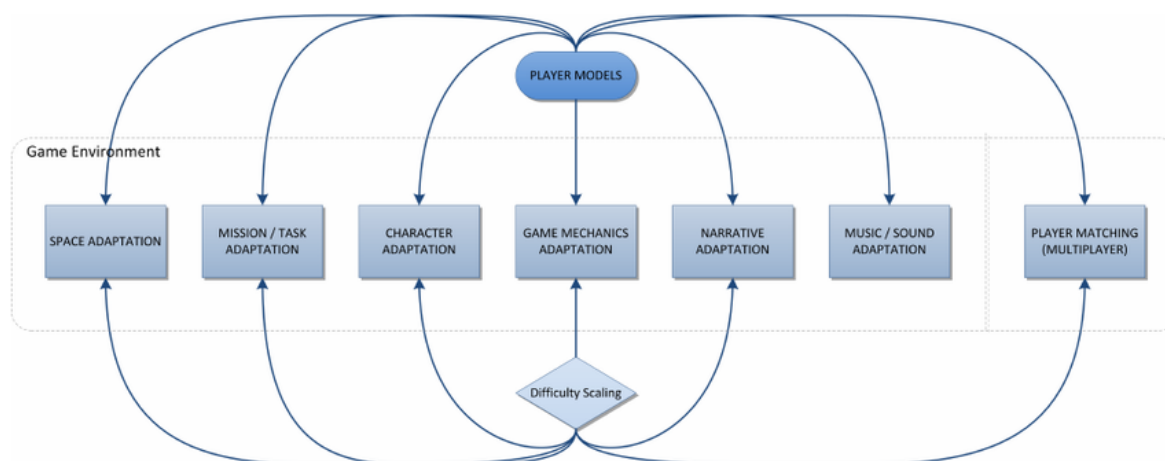 PLAYER MODELS
Game Environment
SPACE ADAPTATION
MISSION / TASK
ADAPTATION
CHARACTER
ADAPTATION
GAME MECHANICS
ADAPTATION
NARRATIVE
ADAPTATION
MUSIC / SOUND
ADAPTATION
PLAYER MATCHING
(MULTIPLAYER)
Difficulty Scaling